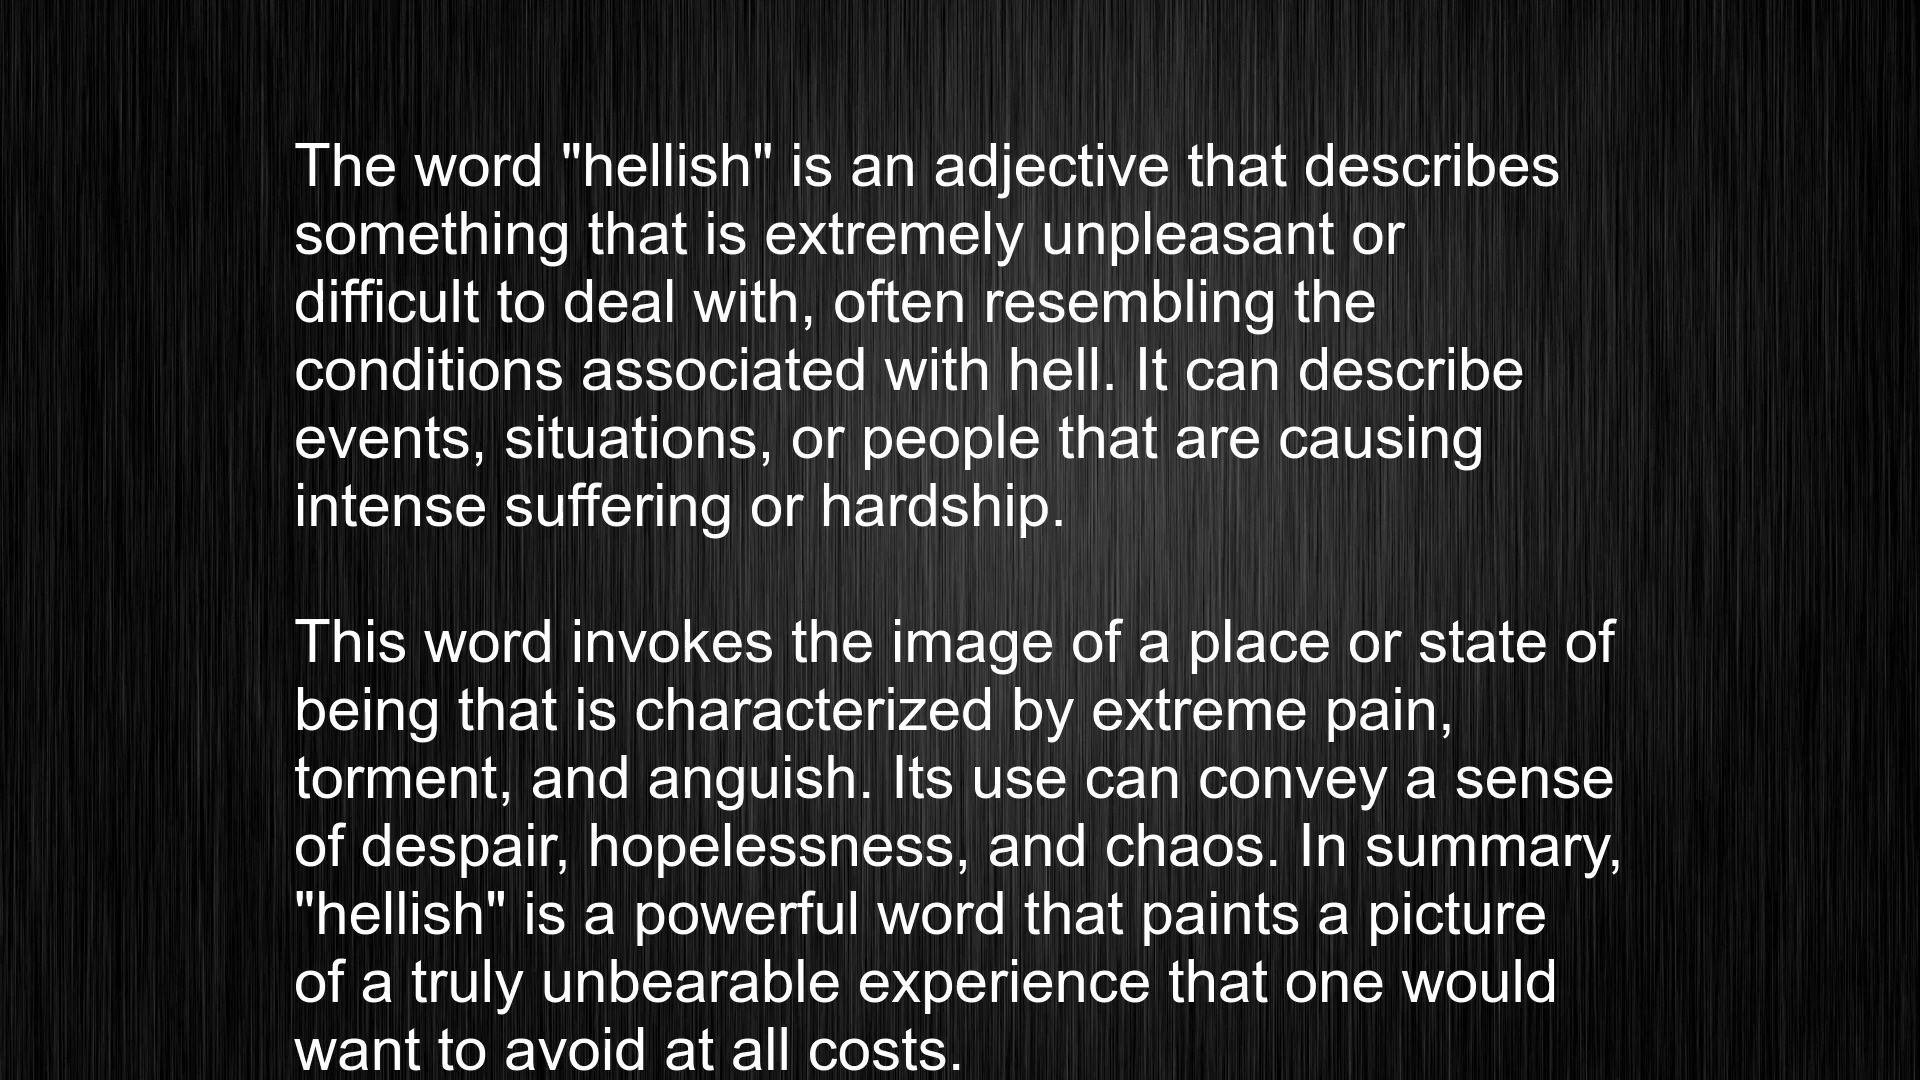 The word "hellish" is an adjective that describes
something that is extremely unpleasant or
difficult to deal with, often resembling the
conditions associated with hell. It can describe
events, situations, or people that are causing
intense suffering or hardship.
This word invokes the image of a place or state of
being that is characterized by extreme pain,
torment, and anguish. Its use can convey a sense
of despair, hopelessness, and chaos. In summary,
"hellish" is a powerful word that paints a picture
of a truly unbearable experience that one would
want to avoid at all costs.